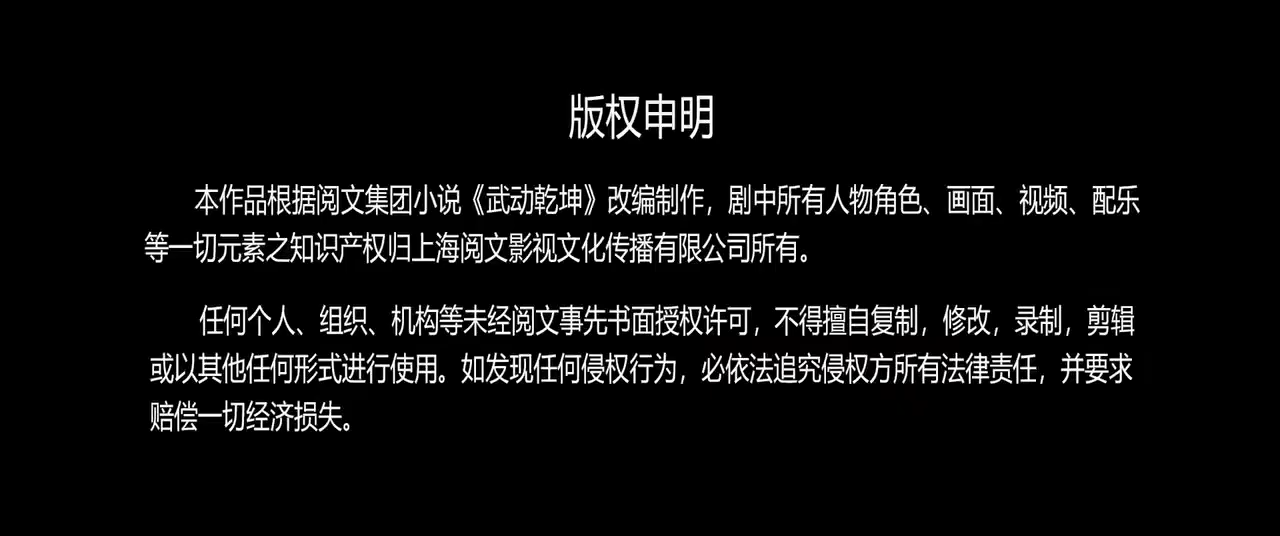 版权申明
本作品根据阅文集团小说《武动乾坤》改编制作，剧中所有人物角色、画面、视频、配乐
等一切元素之知识产权归上海阅文影视文化传播有限公司所有。
任何个人、组织、机构等未经阅文事先书面授权许可，不得擅自复制，修改，录制，剪辑
或以其他任何形式进行使用。如发现任何侵权行为，必依法追究侵权方所有法律责任，并要求
赔偿一切经济损失。